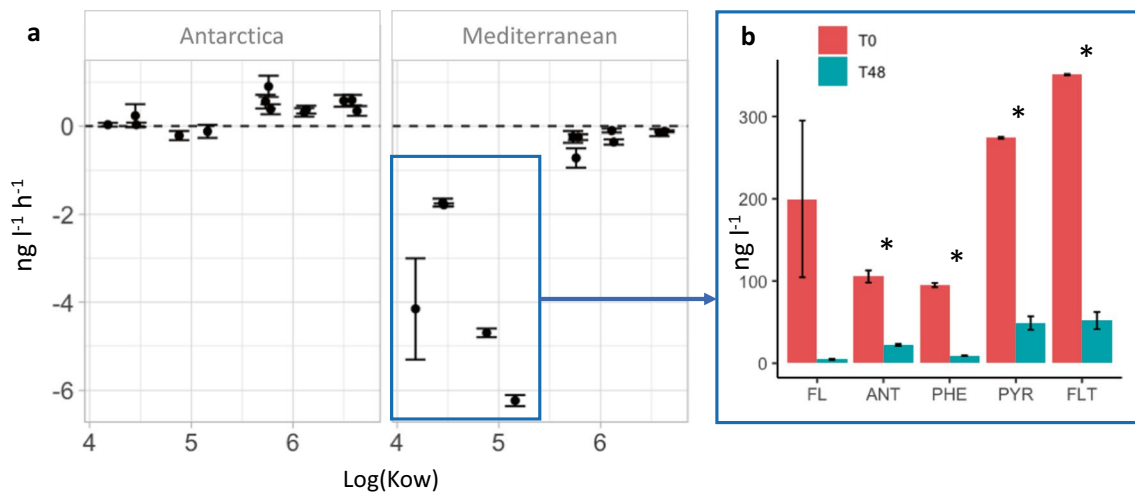 a
Antarctica
Mediterranean
0
-2
-4
-6
ng l-1 h-1
4 5 6
4 5 6
Log(Kow)
b
T0
T48
*
*
*
*
300
200
100
0
ng l-1
FL ANT PHE PYR FLT